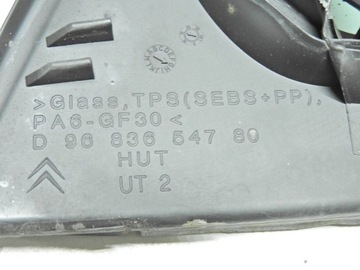 >Glass,TPS(SEBS+PP),
PA6-GF30<
D 96 836 547 80
HUT
UT 2